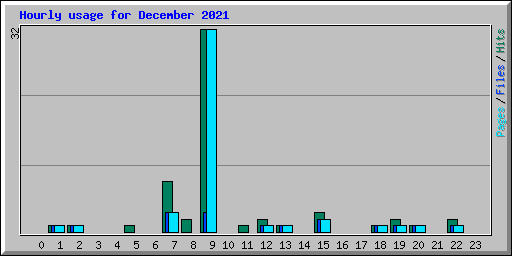 Hourly usage for December 2021
32
Pages/Files/Hits
0 1 2 3 4 5 6 7 8 9 10 11 12 13 14 15 16 17 18 19 20 21 22 23